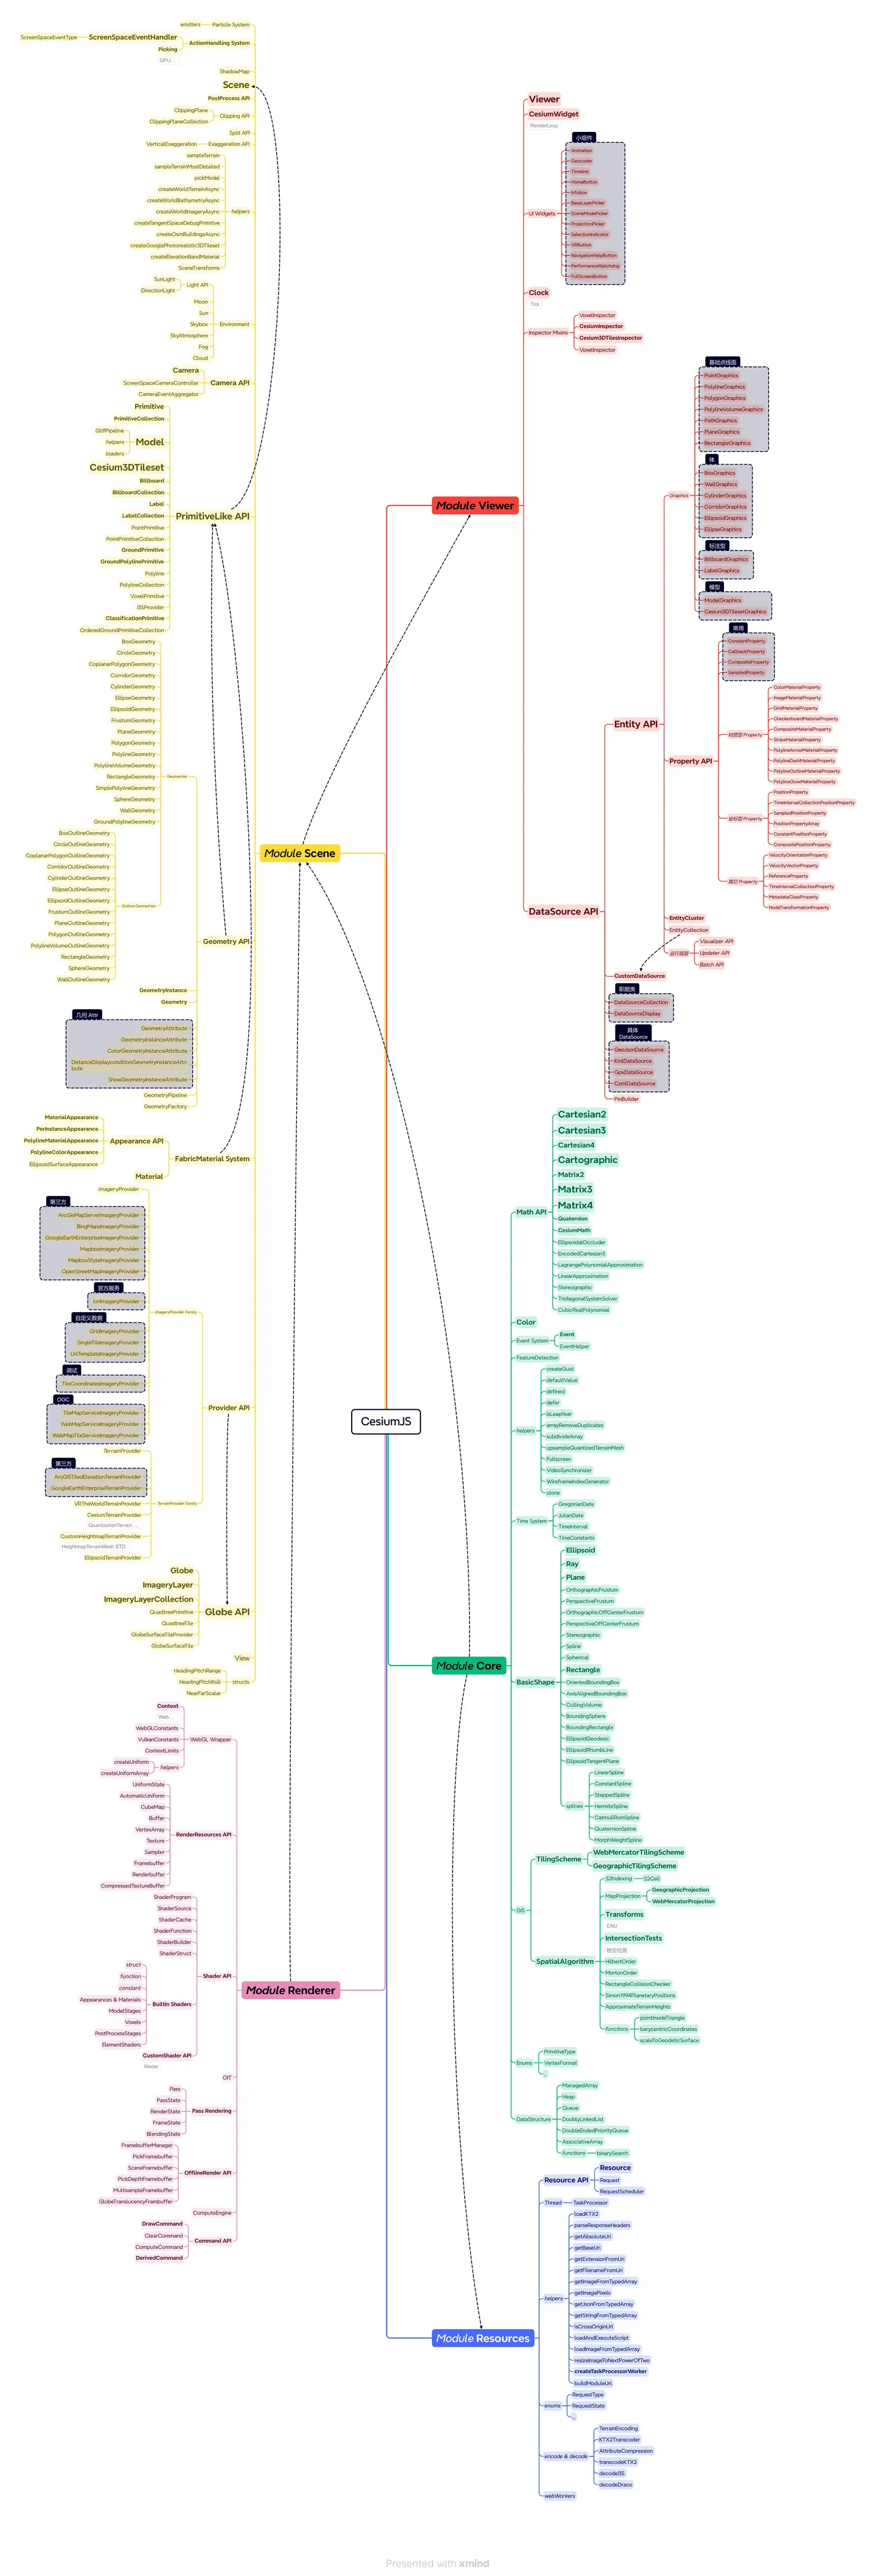 emitters
Particle System
ScreenSpaceEventType
ScreenSpaceEventHandler
ActionHandling System
Picking
GPU...
ShadowMap
Scene
PostProcess API
ClippingPlane
Clipping API
ClippingPlaneCollection
Split API
VerticalExaggeration
Exaggeration API
sampleTerrain
sampleTerrainMostDetailed
pickModel
createWorldTerrainAsync
createWorldBathymetryAsync
createWorldImageryAsync
helpers
createTangentSpaceDebugPrimitive
createOsmBuildingsAsync
createGooglePhotorealistic3DTileset
createElevationBandMaterial
SceneTransforms
SunLight
Light API
DirectionLight
Moon
Sun
Skybox
Environment
SkyAtmosphere
Fog
Cloud
Camera
ScreenSpaceCameraController
Camera API
CameraEventAggregator
Primitive
PrimitiveCollection
GltfPipeline
helpers
Model
loaders
Cesium3DTileset
Billboard
BillboardCollection
Label
LabelCollection
PrimitiveLike API
PointPrimitive
PointPrimitiveCollection
GroundPrimitive
GroundPolylinePrimitive
Polyline
PolylineCollection
VoxelPrimitive
I3SProvider
ClassificationPrimitive
OrderedGroundPrimitiveCollection
BoxGeometry
CircleGeometry
CoplanarPolygonGeometry
CorridorGeometry
CylinderGeometry
EllipseGeometry
EllipsoidGeometry
FrustumGeometry
PlaneGeometry
PolygonGeometry
PolylineGeometry
PolylineVolumeGeometry
RectangleGeometry
Geometries
SimplePolylineGeometry
SphereGeometry
WallGeometry
GroundPolylineGeometry
BoxOutlineGeometry
CircleOutlineGeometry
CoplanarPolygonOutlineGeometry
CorridorOutlineGeometry
CylinderOutlineGeometry
EllipseOutlineGeometry
EllipsoidOutlineGeometry
Outline Geometries
FrustumOutlineGeometry
PlaneOutlineGeometry
PolygonOutlineGeometry
PolylineVolumeOutlineGeometry
RectangleGeometry
SphereGeometry
WallOutlineGeometry
Geometry API
GeometryInstance
Geometry
几何 Attr
GeometryAttribute
GeometryInstanceAttribute
ColorGeometryInstanceAttribute
DistanceDisplayconditionGeometryInstanceAttri
bute
ShowGeometryInstanceAttribute
GeometryPipeline
GeometryFactory
MaterialAppearance
PerInstanceAppearance
PolylineMaterialAppearance
Appearance API
PolylineColorAppearance
EllipsoidSurfaceAppearance
FabricMaterial System
Material
ImageryProvider
第三方
ArcGisMapServerImageryProvider
BingMapsImageryProvider
GoogleEarthEnterpriseImageryProvider
MapboxImageryProvider
MapboxStyleImageryProvider
OpenStreetMapImageryProvider
官方服务
IonImageryProvider
ImageryProvider Family
自定义数据
GridImageryProvider
SingleTileImageryProvider
UrlTemplateImageryProvider
调试
TileCoordinatesImageryProvider
OGC
TileMapServiceImageryProvider
WebMapServiceImageryProvider
WebMapTileServiceImageryProvider
Provider API
TerrainProvider
第三方
ArcGISTiledElevationTerrainProvider
GoogleEarthEnterpriseTerrainProvider
VRTheWorldTerrainProvider
TerrainProvider Family
CesiumTerrainProvider
QuantizationTerrain ...
CustomHeightmapTerrainProvider
HeightmapTerrainMesh BTD.
EllipsoidTerrainProvider
Globe
ImageryLayer
ImageryLayerCollection
QuadtreePrimitive
Globe API
QuadtreeTile
GlobeSurfaceTileProvider
GlobeSurfaceTile
View
HeadingPitchRange
HeadingPitchRoll
structs
NearFarScalar
Module Scene
Context
Web...
WebGLConstants
VulkanConstants
WebGL Wrapper
ContextLimits
createUniform
helpers
createUniformArray
UniformState
AutomaticUniform
CubeMap
Buffer
VertexArray
RenderResources API
Texture
Sampler
Framebuffer
Renderbuffer
CompressedTextureBuffer
ShaderProgram
ShaderSource
ShaderCache
ShaderFunction
ShaderBuilder
ShaderStruct
struct
function
Shader API
constant
Appearances & Materials
Builtin Shaders
ModelStages
Voxels
PostProcessStages
ElementShaders
CustomShader API
Model
OIT
Pass
PassState
RenderState
Pass Rendering
FrameState
BlendingState
FramebufferManager
PickFramebuffer
SceneFramebuffer
OfflineRender API
PickDepthFramebuffer
MultisampleFramebuffer
GlobeTranslucencyFrambuffer
ComputeEngine
DrawCommand
ClearCommand
Command API
ComputeCommand
DerivedCommand
Module Renderer
CesiumJS
Module Viewer
Viewer
CesiumWidget
RenderLoop
小组件
Animation
Geocoder
Timeline
HomeButton
Infobox
BaseLayerPicker
UI Widgets
SceneModePicker
ProjectionPicker
SelectionIndicator
VRButton
NavigationHelpButton
PerformanceWatchdog
FullScreenButton
Clock
Tick
VoxelInspector
CesiumInspector
Inspector Mixins
Cesium3DTilesInspector
VoxelInspector
基础点线面
PointGraphics
PolylineGraphics
PolygonGraphics
PolylineVolumeGraphics
PathGraphics
PlaneGraphics
RectangleGraphics
体
BoxGraphics
WallGraphics
Graphics
CylinderGraphics
CorridorGraphics
EllipsoidGraphics
EllipseGraphics
标注型
BillboardGraphics
LabelGraphics
模型
ModelGraphics
Cesium3DTilesetGraphics
常用
ConstantProperty
CallbackProperty
CompositeProperty
SampledProperty
Entity API
ColorMaterialProperty
ImageMaterialProperty
GridMaterialProperty
CheckerboardMaterialProperty
CompositeMaterialProperty
材质型 Property
StripeMaterialProperty
PolylineArrowMaterialProperty
PolylineDashMaterialProperty
PolylineOutlineMaterialProperty
PolylineGlowMaterialProperty
Property API
PositionProperty
TimeIntervalCollectionPositionProperty
SampledPositionProperty
坐标型 Property
PositionPropertyArray
ConstantPositionProperty
CompositePositionProperty
VelocityOrientationProperty
VelocityVectorProperty
ReferenceProperty
其它 Property
TimeIntervalCollectionProperty
MetadataClassProperty
NodeTransformationProperty
DataSource API
EntityCluster
EntityCollection
Visualizer API
运行底层
Updater API
Batch API
CustomDataSource
职能类
DataSourceCollection
DataSourceDisplay
具体
DataSource
GeoJsonDataSource
KmlDataSource
GpxDataSource
CzmlDataSource
PinBuilder
Module Core
Cartesian2
Cartesian3
Cartesian4
Cartographic
Matrix2
Matrix3
Matrix4
Math API
Quaternion
CesiumMath
EllipsoidalOccluder
EncodedCartesian3
LagrangePolynomialApproximation
LinearApproximation
Stereographic
TridiagonalSystemSolver
CubicRealPolynomial
Color
Event
Event System
EventHelper
FeatureDetection
createGuid
defaultValue
defined
defer
isLeapYear
arrayRemoveDuplicates
helpers
subdivideArray
upsampleQuantizedTerrainMesh
Fullscreen
VideoSynchronizer
WireframeIndexGenerator
clone
GregorianDate
JulianDate
Time System
TimeInterval
TimeConstants
Ellipsoid
Ray
Plane
OrthographicFrustum
PerspectiveFrustum
OrthographicOffCenterFrustum
PerspectiveOffCenterFrustum
Stereographic
Spline
Spherical
Rectangle
BasicShape
OrientedBoundingBox
AxisAlignedBoundingBox
CullingVolume
BoundingSphere
BoundingRectangle
EllipsoidGeodesic
EllipsoidRhumbLine
EllipsoidTangentPlane
LinearSpline
ConstantSpline
SteppedSpline
splines
HermiteSpline
CatmullRomSpline
QuaternionSpline
MorphWeightSpline
WebMercatorTilingScheme
TilingScheme
GeographicTilingScheme
GIS
S2Indexing
S2Cell
GeographicProjection
MapProjection
WebMercatorProjection
Transforms
ENU
IntersectionTests
相交检测
SpatialAlgorithm
HilbertOrder
MortonOrder
RectangleCollisionChecker
Simon1994PlanetaryPositions
ApproximateTerrainHeights
pointInsideTriangle
functions
barycentricCoordinates
scaleToGeodeticSurface
PrimitiveType
Enums
VertexFormat
...
ManagedArray
Heap
Queue
DataStructure
DoublyLinkedList
DoubleEndedPriorityQueue
AssociativeArray
functions
binarySearch
Module Resources
Resource
Resource API
Request
RequestScheduler
Thread
TaskProcessor
loadKTX2
parseResponseHeaders
getAbsoluteUri
getBaseUri
getExtensionFromUri
getFilenameFromUri
getImageFromTypedArray
getImagePixels
helpers
getJsonFromTypedArray
getStringFromTypedArray
isCrossOriginUrl
loadAndExecuteScript
loadImageFromTypedArray
resizeImageToNextPowerOfTwo
createTaskProcessorWorker
buildModuleUrl
RequestType
enums
RequestState
...
TerrainEncoding
KTX2Transcoder
encode & decode
AttributeCompression
transcodeKTX2
decodeI3S
decodeDraco
webWorkers
Presented with xmind